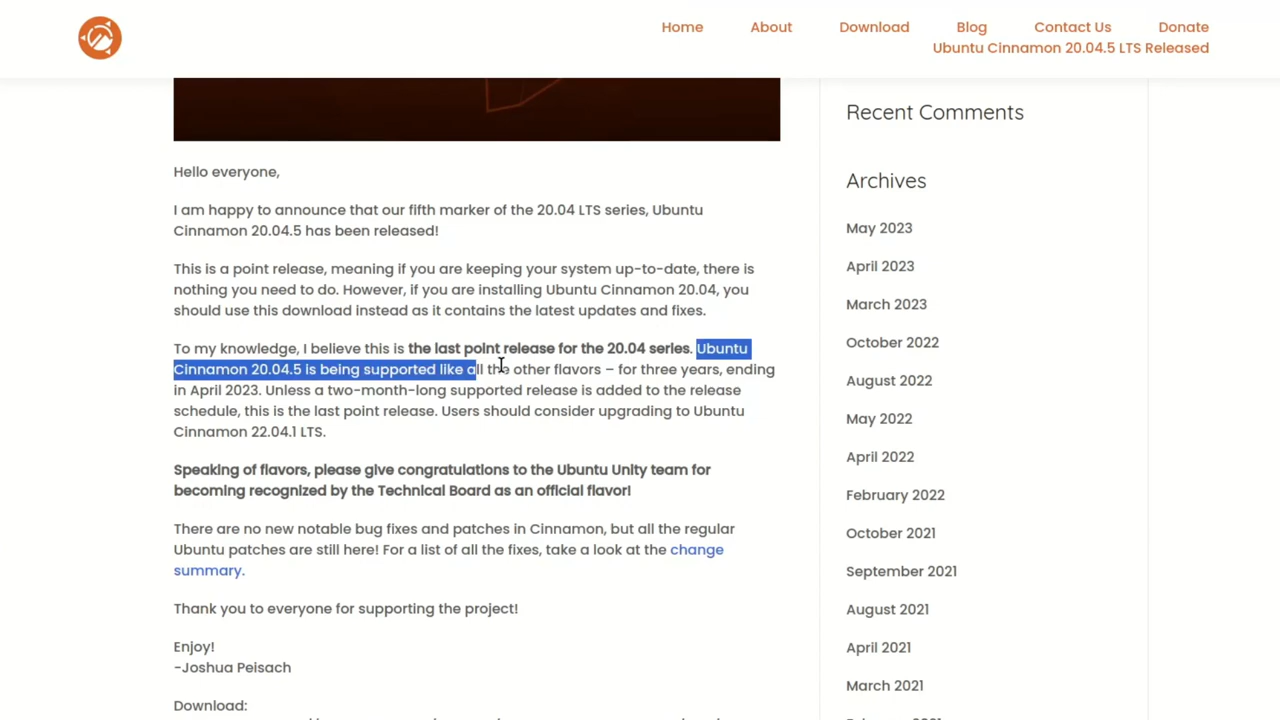 Home About Download Blog Contact Us Donate
Ubuntu Cinnamon 20.04.5 LTS Released
Hello everyone,
I am happy to announce that our fifth marker of the 20.04 LTS series, Ubuntu
Cinnamon 20.04.5 has been released!
This is a point release, meaning if you are keeping your system up-to-date, there is
nothing you need to do. However, if you are installing Ubuntu Cinnamon 20.04, you
should use this download instead as it contains the latest updates and fixes.
To my knowledge, I believe this is the last point release for the 20.04 series. Ubuntu
Cinnamon 20.04.5 is being supported like all the other flavors – for three years, ending
in April 2023. Unless a two-month-long supported release is added to the release
schedule, this is the last point release. Users should consider upgrading to Ubuntu
Cinnamon 22.04.1 LTS.
Speaking of flavors, please give congratulations to the Ubuntu Unity team for
becoming recognized by the Technical Board as an official flavor!
There are no new notable bug fixes and patches in Cinnamon, but all the regular
Ubuntu patches are still here! For a list of all the fixes, take a look at the change
summary.
Thank you to everyone for supporting the project!
Enjoy!
-Joshua Peisach
Download:
Recent Comments
Archives
May 2023
April 2023
March 2023
October 2022
August 2022
May 2022
April 2022
February 2022
October 2021
September 2021
August 2021
April 2021
March 2021